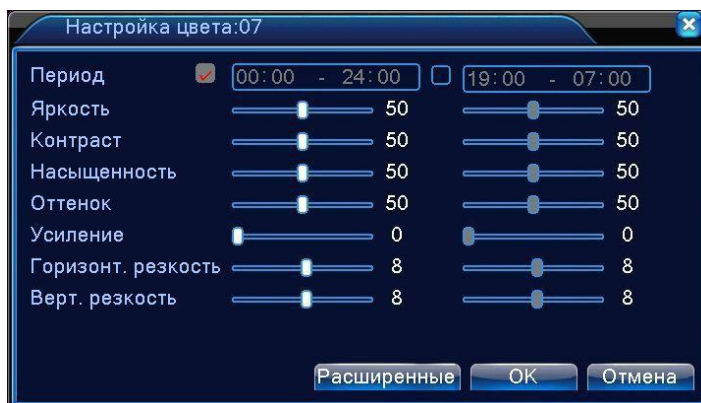 Настройка цвета:07
Период 00:00 - 24:00 19:00 - 07:00
Яркость 50 50
Контраст 50 50
Насыщенность 50 50
Оттенок 50 50
Усиление 0 0
Горизонт. резкость 8 8
Верт. резкость 8 8
Расширенные OK Отмена